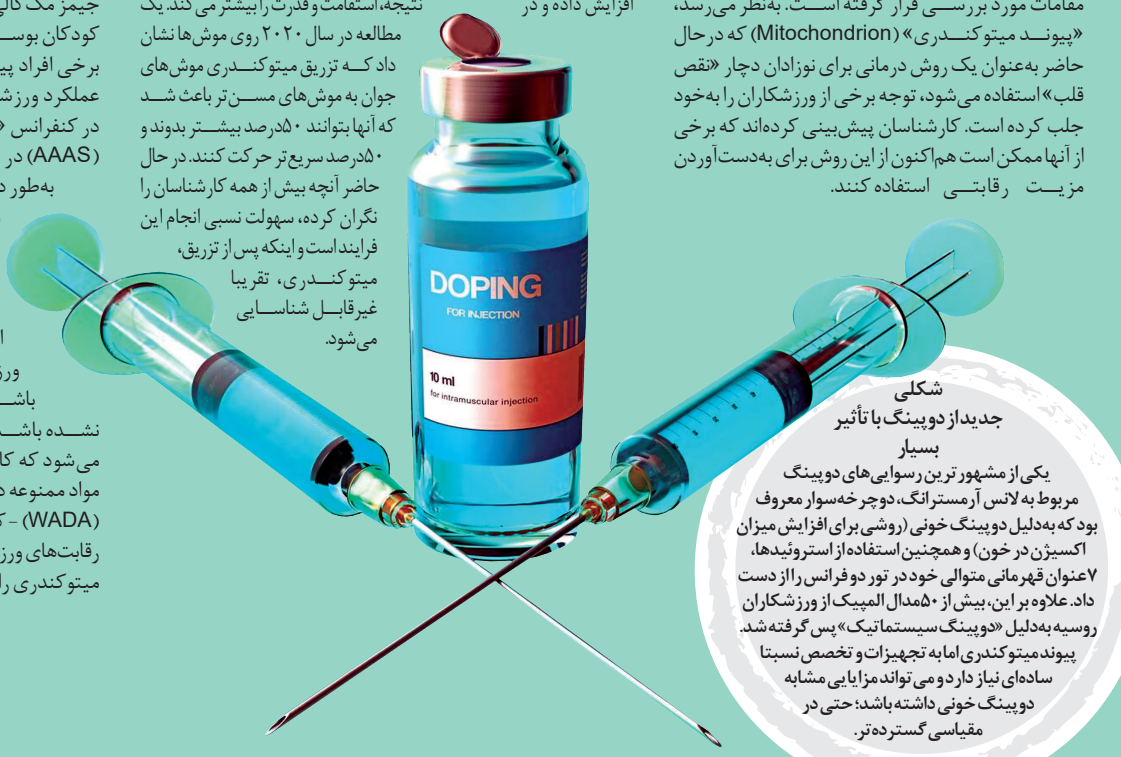 مقامات مورد بررسی قرار گرفته است. به‌نظر می‌رسد،
«پیوند میتوکندری» (Mitochondrion) که درحال
حاضر به‌عنوان یک روش درمانی برای نوزادان دچار «نقص
قلب» استفاده می‌شود، توجه برخی از ورزشکاران را به‌خود
جلب کرده است. کارشناسان پیش‌بینی کرده‌اند که برخی
از آنها ممکن است هم‌اکنون از این روش برای به‌دست‌آوردن
مزیت رقابتی استفاده کنند.
افزایش داده و در
نتیجه، استقامت و قدرت را بیشتر می‌کند. یک
مطالعه در سال ۲۰۲۰ روی موش‌ها نشان
داد که تزریق میتوکندری موش‌های
جوان به موش‌های مسن‌تر باعث شد
که آنها بتوانند ۵۰درصد بیشتر بدوند و
۵۰درصد سریع‌تر حرکت کنند. در حال
حاضر آنچه بیش از همه کارشناسان را
نگران کرده، سهولت نسبی انجام این
فرایند است و اینکه پس از تزریق،
میتوکندری، تقریبا
غیرقابل شناسایی
می‌شود.
جیمز مک‌کالی
کودکان بوس
برخی افراد پی
عملکرد ورزش
در کنفرانس «
(AAAS) در
به‌طور د
ا
ورز
باش
نشده باشد
می‌شود که کا
مواد ممنوعه د
(WADA) - ک
رقابت‌های ورز
میتوکندری را
DOPING
FOR INJECTION
10 ml
for intramuscular injection
شکلی
جدید از دوپینگ با تأثیر
بسیار
یکی از مشهورترین رسوایی‌های دوپینگ
مربوط به لانس آرمسترانگ، دوچرخه‌سوار معروف
بود که به‌دلیل دوپینگ خونی (روشی برای افزایش میزان
اکسیژن در خون) و همچنین استفاده از استروئیدها،
۷عنوان قهرمانی متوالی خود در تور دو فرانس را از دست
داد. علاوه بر این، بیش از ۵۰مدال المپیک از ورزشکاران
روسیه به‌دلیل «دوپینگ سیستماتیک» پس گرفته شد.
پیوند میتوکندری اما به تجهیزات و تخصص نسبتا
ساده‌ای نیاز دارد و می‌تواند مزایایی مشابه
دوپینگ خونی داشته باشد؛ حتی در
مقیاسی گسترده‌تر.